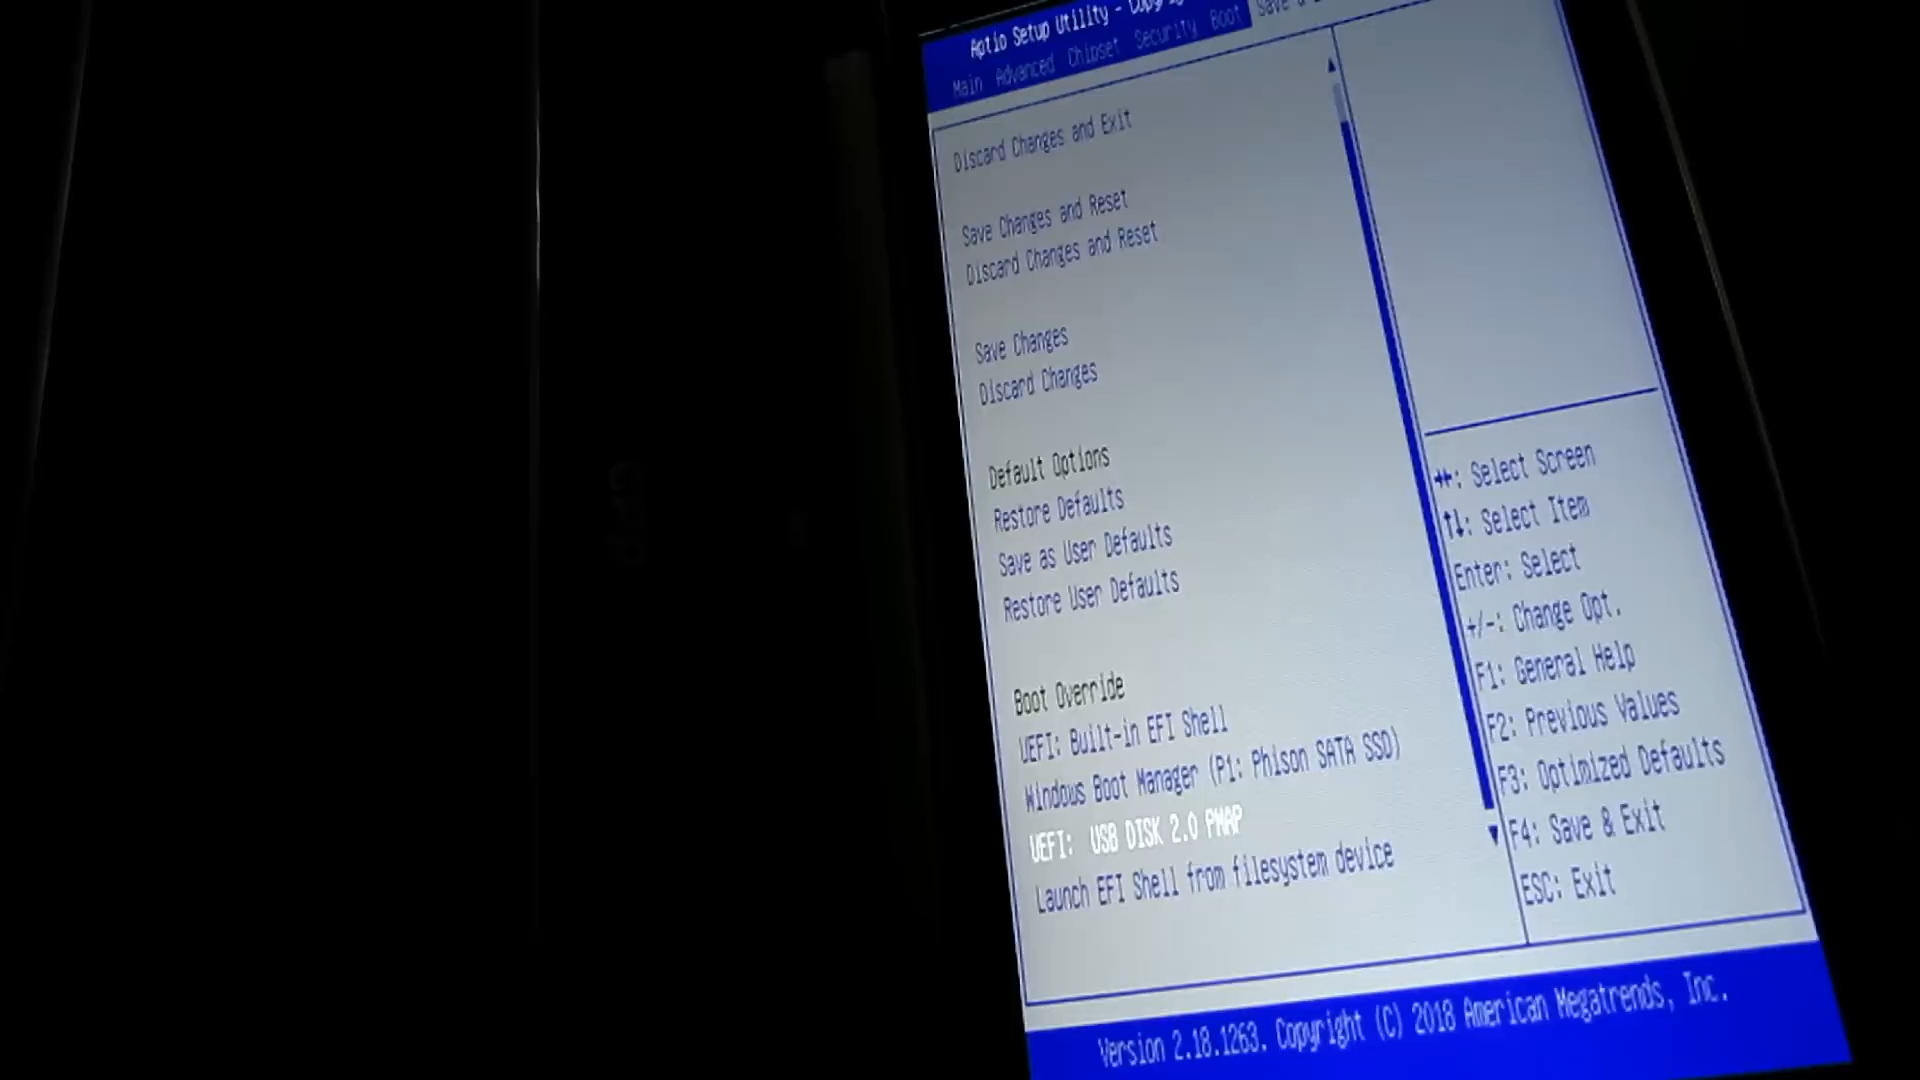 Aptio Setup Utility -
Main Advanced Chipset Security Boot Save &
Discard Changes and Exit
Save Changes and Reset
Discard Changes and Reset
Save Changes
Discard Changes
Default Options
Restore Defaults
Save as User Defaults
Restore User Defaults
Boot Override
UEFI: Built-in EFI Shell
Windows Boot Manager (P1: Phison SATA SSD)
UEFI: USB DISK 2.0 PMAP
Launch EFI Shell from filesystem device
→←: Select Screen
↑↓: Select Item
Enter: Select
+/-: Change Opt.
F1: General Help
F2: Previous Values
F3: Optimized Defaults
F4: Save & Exit
ESC: Exit
Version 2.18.1263. Copyright (C) 2018 American Megatrends, Inc.